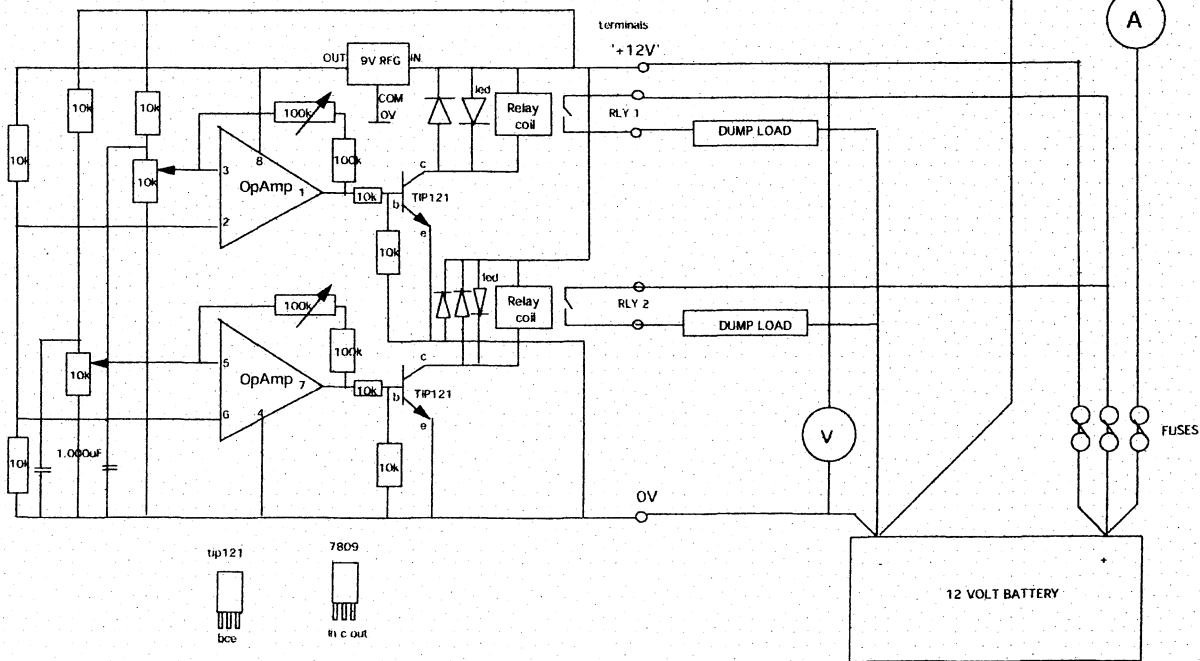 terminals
A
'+12V'
OUT
9V REG
IN
COM
0V
led
Relay
coil
RLY 1
DUMP LOAD
10k
10k
10k
100k
10k
3
8
OpAmp
1
2
100k
10k
c
b
TIP121
e
10k
10k
led
Relay
coil
RLY 2
DUMP LOAD
100k
100k
10k
5
OpAmp
7
6
4
10k
c
b
TIP121
e
10k
10k
1.000uF
V
FUSES
0V
tip121
bce
7809
In c out
-
+
12 VOLT BATTERY